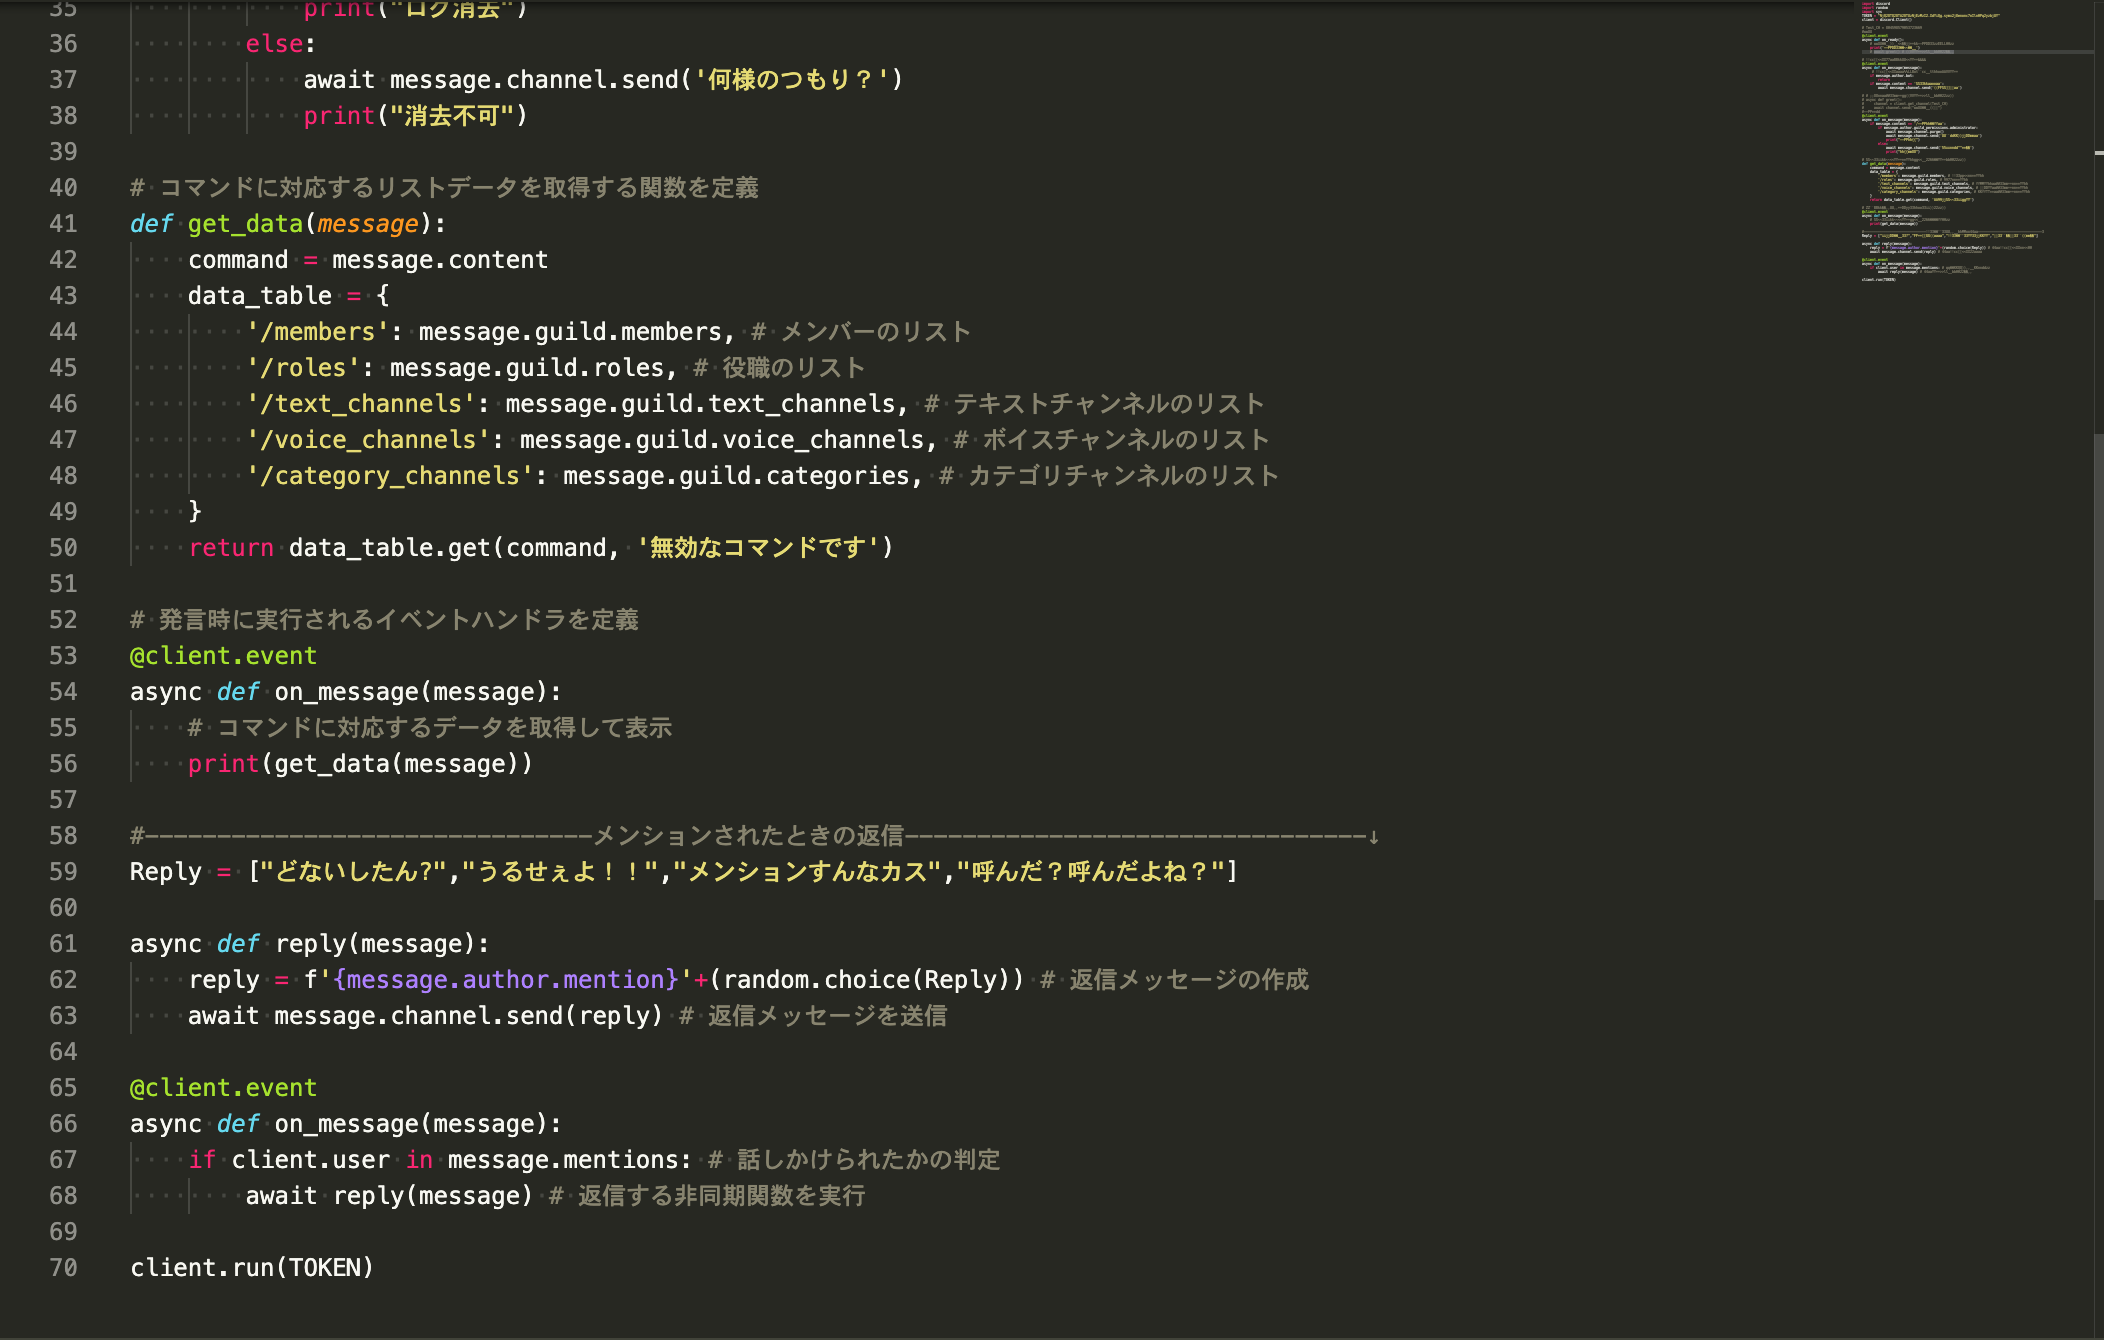 35 print("ログ消去")
36 else:
37 await message.channel.send('何様のつもり？')
38 print("消去不可")
39
40 # コマンドに対応するリストデータを取得する関数を定義
41 def get_data(message):
42 command = message.content
43 data_table = {
44 '/members': message.guild.members, # メンバーのリスト
45 '/roles': message.guild.roles, # 役職のリスト
46 '/text_channels': message.guild.text_channels, # テキストチャンネルのリスト
47 '/voice_channels': message.guild.voice_channels, # ボイスチャンネルのリスト
48 '/category_channels': message.guild.categories, # カテゴリチャンネルのリスト
49 }
50 return data_table.get(command, '無効なコマンドです')
51
52 # 発言時に実行されるイベントハンドラを定義
53 @client.event
54 async def on_message(message):
55 # コマンドに対応するデータを取得して表示
56 print(get_data(message))
57
58 #-------------------------------メンションされたときの返信--------------------------------↓
59 Reply = ["どないしたん?","うるせぇよ！！","メンションすんなカス","呼んだ？呼んだよね？"]
60
61 async def reply(message):
62 reply = f'{message.author.mention}'+(random.choice(Reply)) # 返信メッセージの作成
63 await message.channel.send(reply) # 返信メッセージを送信
64
65 @client.event
66 async def on_message(message):
67 if client.user in message.mentions: # 話しかけられたかの判定
68 await reply(message) # 返信する非同期関数を実行
69
70 client.run(TOKEN)